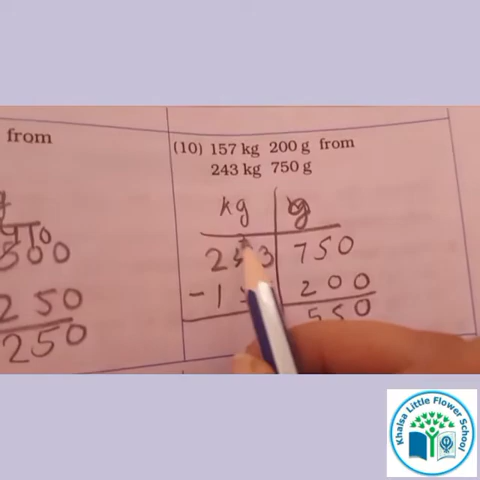 from
(10) 157 kg 200 g from
243 kg 750 g
kg g
500
750
250
- 1
200
250
550
Khalsa Little Flower School